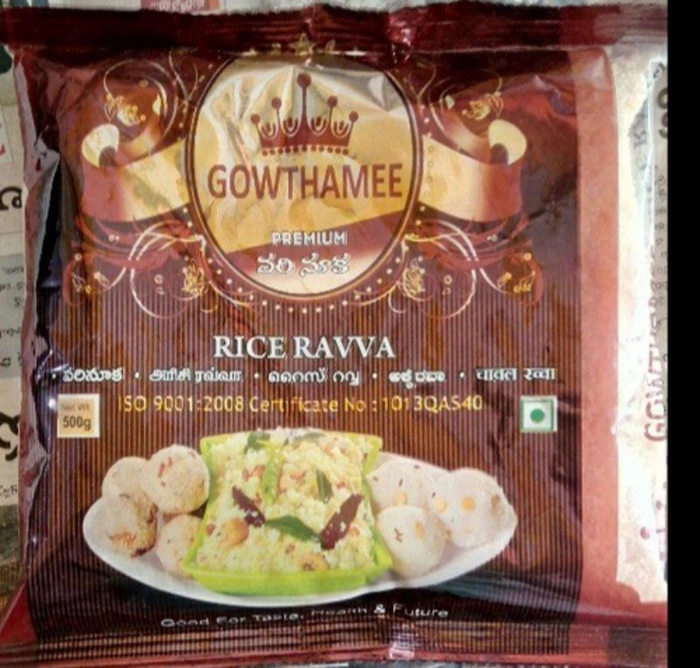 GOWTHAMEE
PREMIUM
వరి నూక
RICE RAVVA
వరినూక • அரிசி ரவ்வா • റൈസ് റവ്വ • ಅಕ್ಕಿ ರವಾ • चावल रव्वा
ISO 9001:2008 Certificate No : 1013QAS40
Net Wt.
500g
Good For Taste, Health & Future
GOWTHAMEE